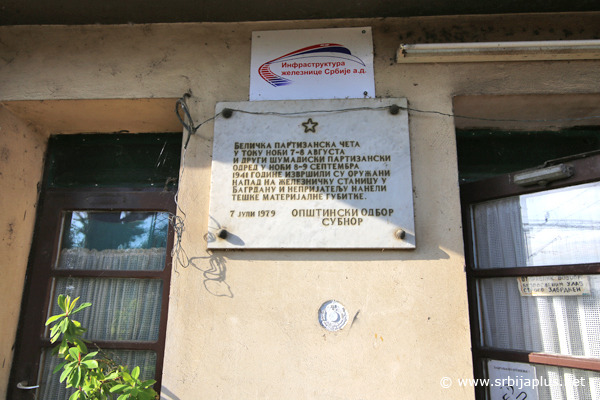 Инфраструктура
железнице Србије а.д.
БЕЛИЧКА ПАРТИЗАНСКА ЧЕТА
У ТОКУ НОЋИ 7-8 АВГУСТА
И ДРУГИ ШУМАДИСКИ ПАРТИЗАНСКИ
ОДРЕД У НОЋИ 8-9 СЕПТЕМБРА
1941 ГОДИНЕ ИЗВРШИЛИ СУ ОРУЖАНИ
НАПАД НА ЖЕЛЕЗНИЧКУ СТАНИЦУ У
БАГРДАНУ И НЕПРИЈАТЕЉУ НАНЕЛИ
ТЕШКЕ МАТЕРИЈАЛНЕ ГУБИТКЕ.
7 ЈУЛИ 1979 ОПШТИНСКИ ОДБОР
СУБНОР
© www.srbijaplus.net